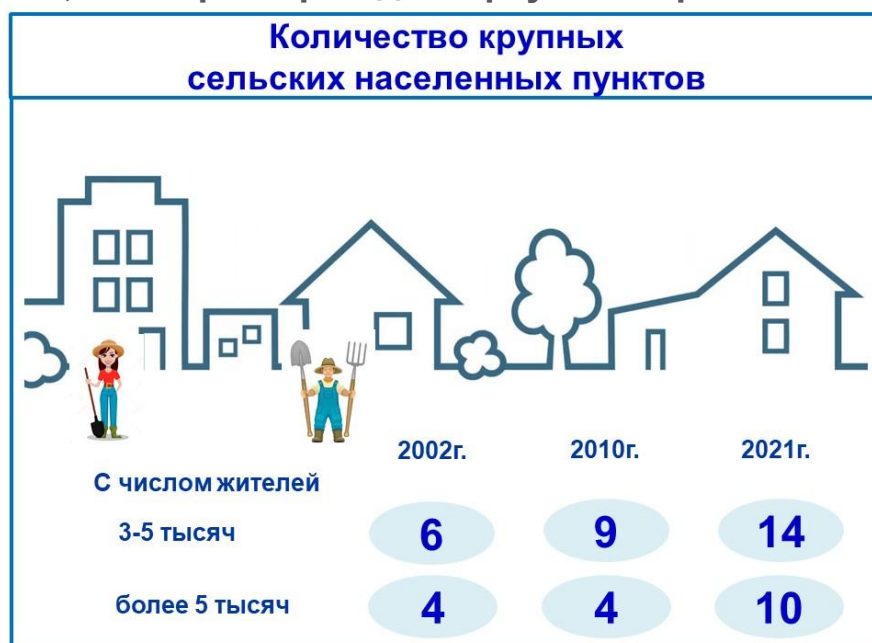 Количество крупных
сельских населенных пунктов
2002г. 2010г. 2021г.
С числом жителей
3-5 тысяч 6 9 14
более 5 тысяч 4 4 10